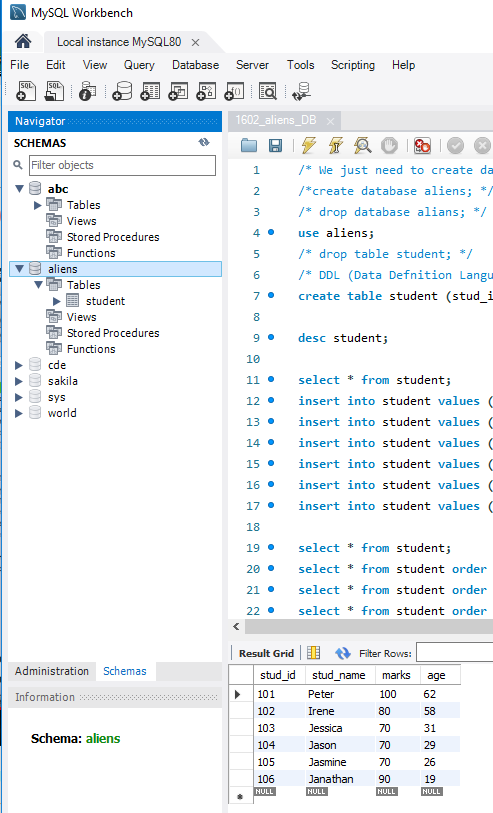 MySQL Workbench
Local instance MySQL80 ×
File Edit View Query Database Server Tools Scripting Help
Navigator
SCHEMAS
Filter objects
abc
Tables
Views
Stored Procedures
Functions
aliens
Tables
student
Views
Stored Procedures
Functions
cde
sakila
sys
world
Administration Schemas
Information
Schema: aliens
1602_aliens_DB ×
1 /* We just need to create da
2 /*create database aliens; */
3 /* drop database alians; */
4 use aliens;
5 /* drop table student; */
6 /* DDL (Data Defnition Langu
7 create table student (stud_i
8
9 desc student;
10
11 select * from student;
12 insert into student values (
13 insert into student values (
14 insert into student values (
15 insert into student values (
16 insert into student values (
17 insert into student values (
18
19 select * from student;
20 select * from student order
21 select * from student order
22 select * from student order
Result Grid Filter Rows:
stud_id stud_name marks age
101 Peter 100 62
102 Irene 80 58
103 Jessica 70 31
104 Jason 70 29
105 Jasmine 70 26
106 Janathan 90 19
NULL NULL NULL NULL